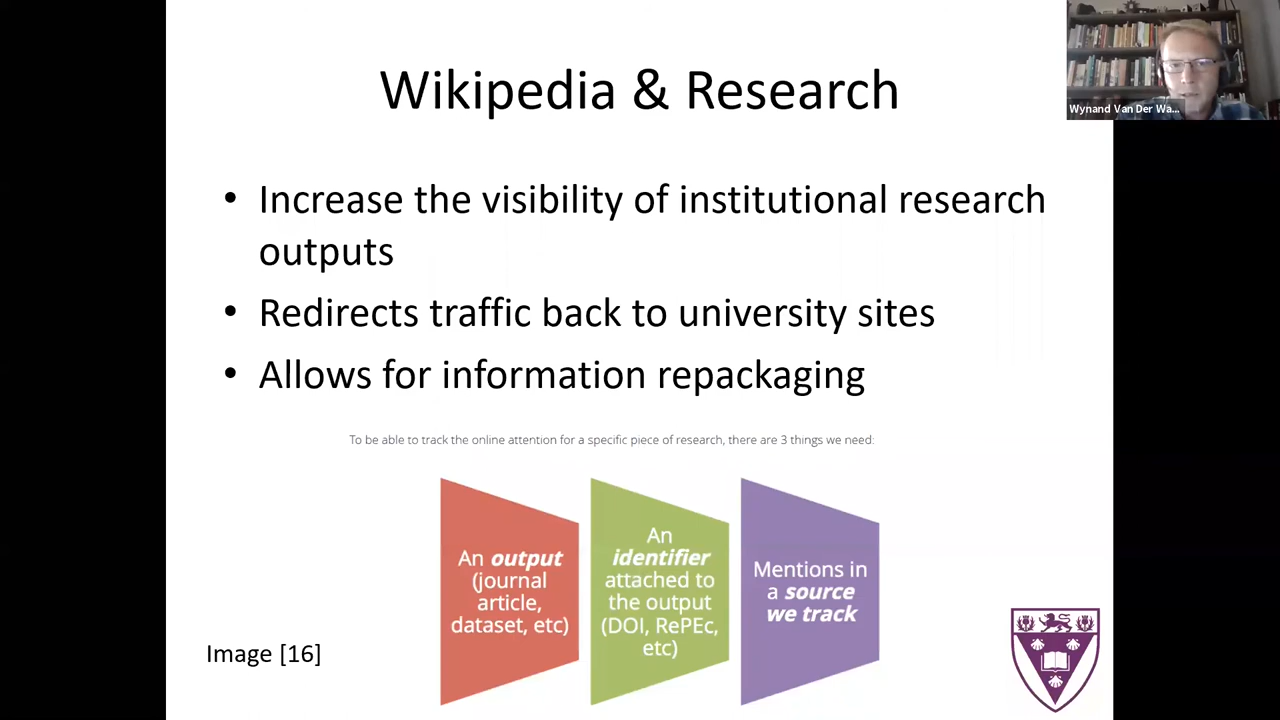 Wikipedia & Research
Wynand Van Der Wa...
• Increase the visibility of institutional research
outputs
• Redirects traffic back to university sites
• Allows for information repackaging
To be able to track the online attention for a specific piece of research, there are 3 things we need:
An output
(journal
article,
dataset, etc)
An
identifier
attached to
the output
(DOI, RePEc,
etc)
Mentions in
a source
we track
Image [16]